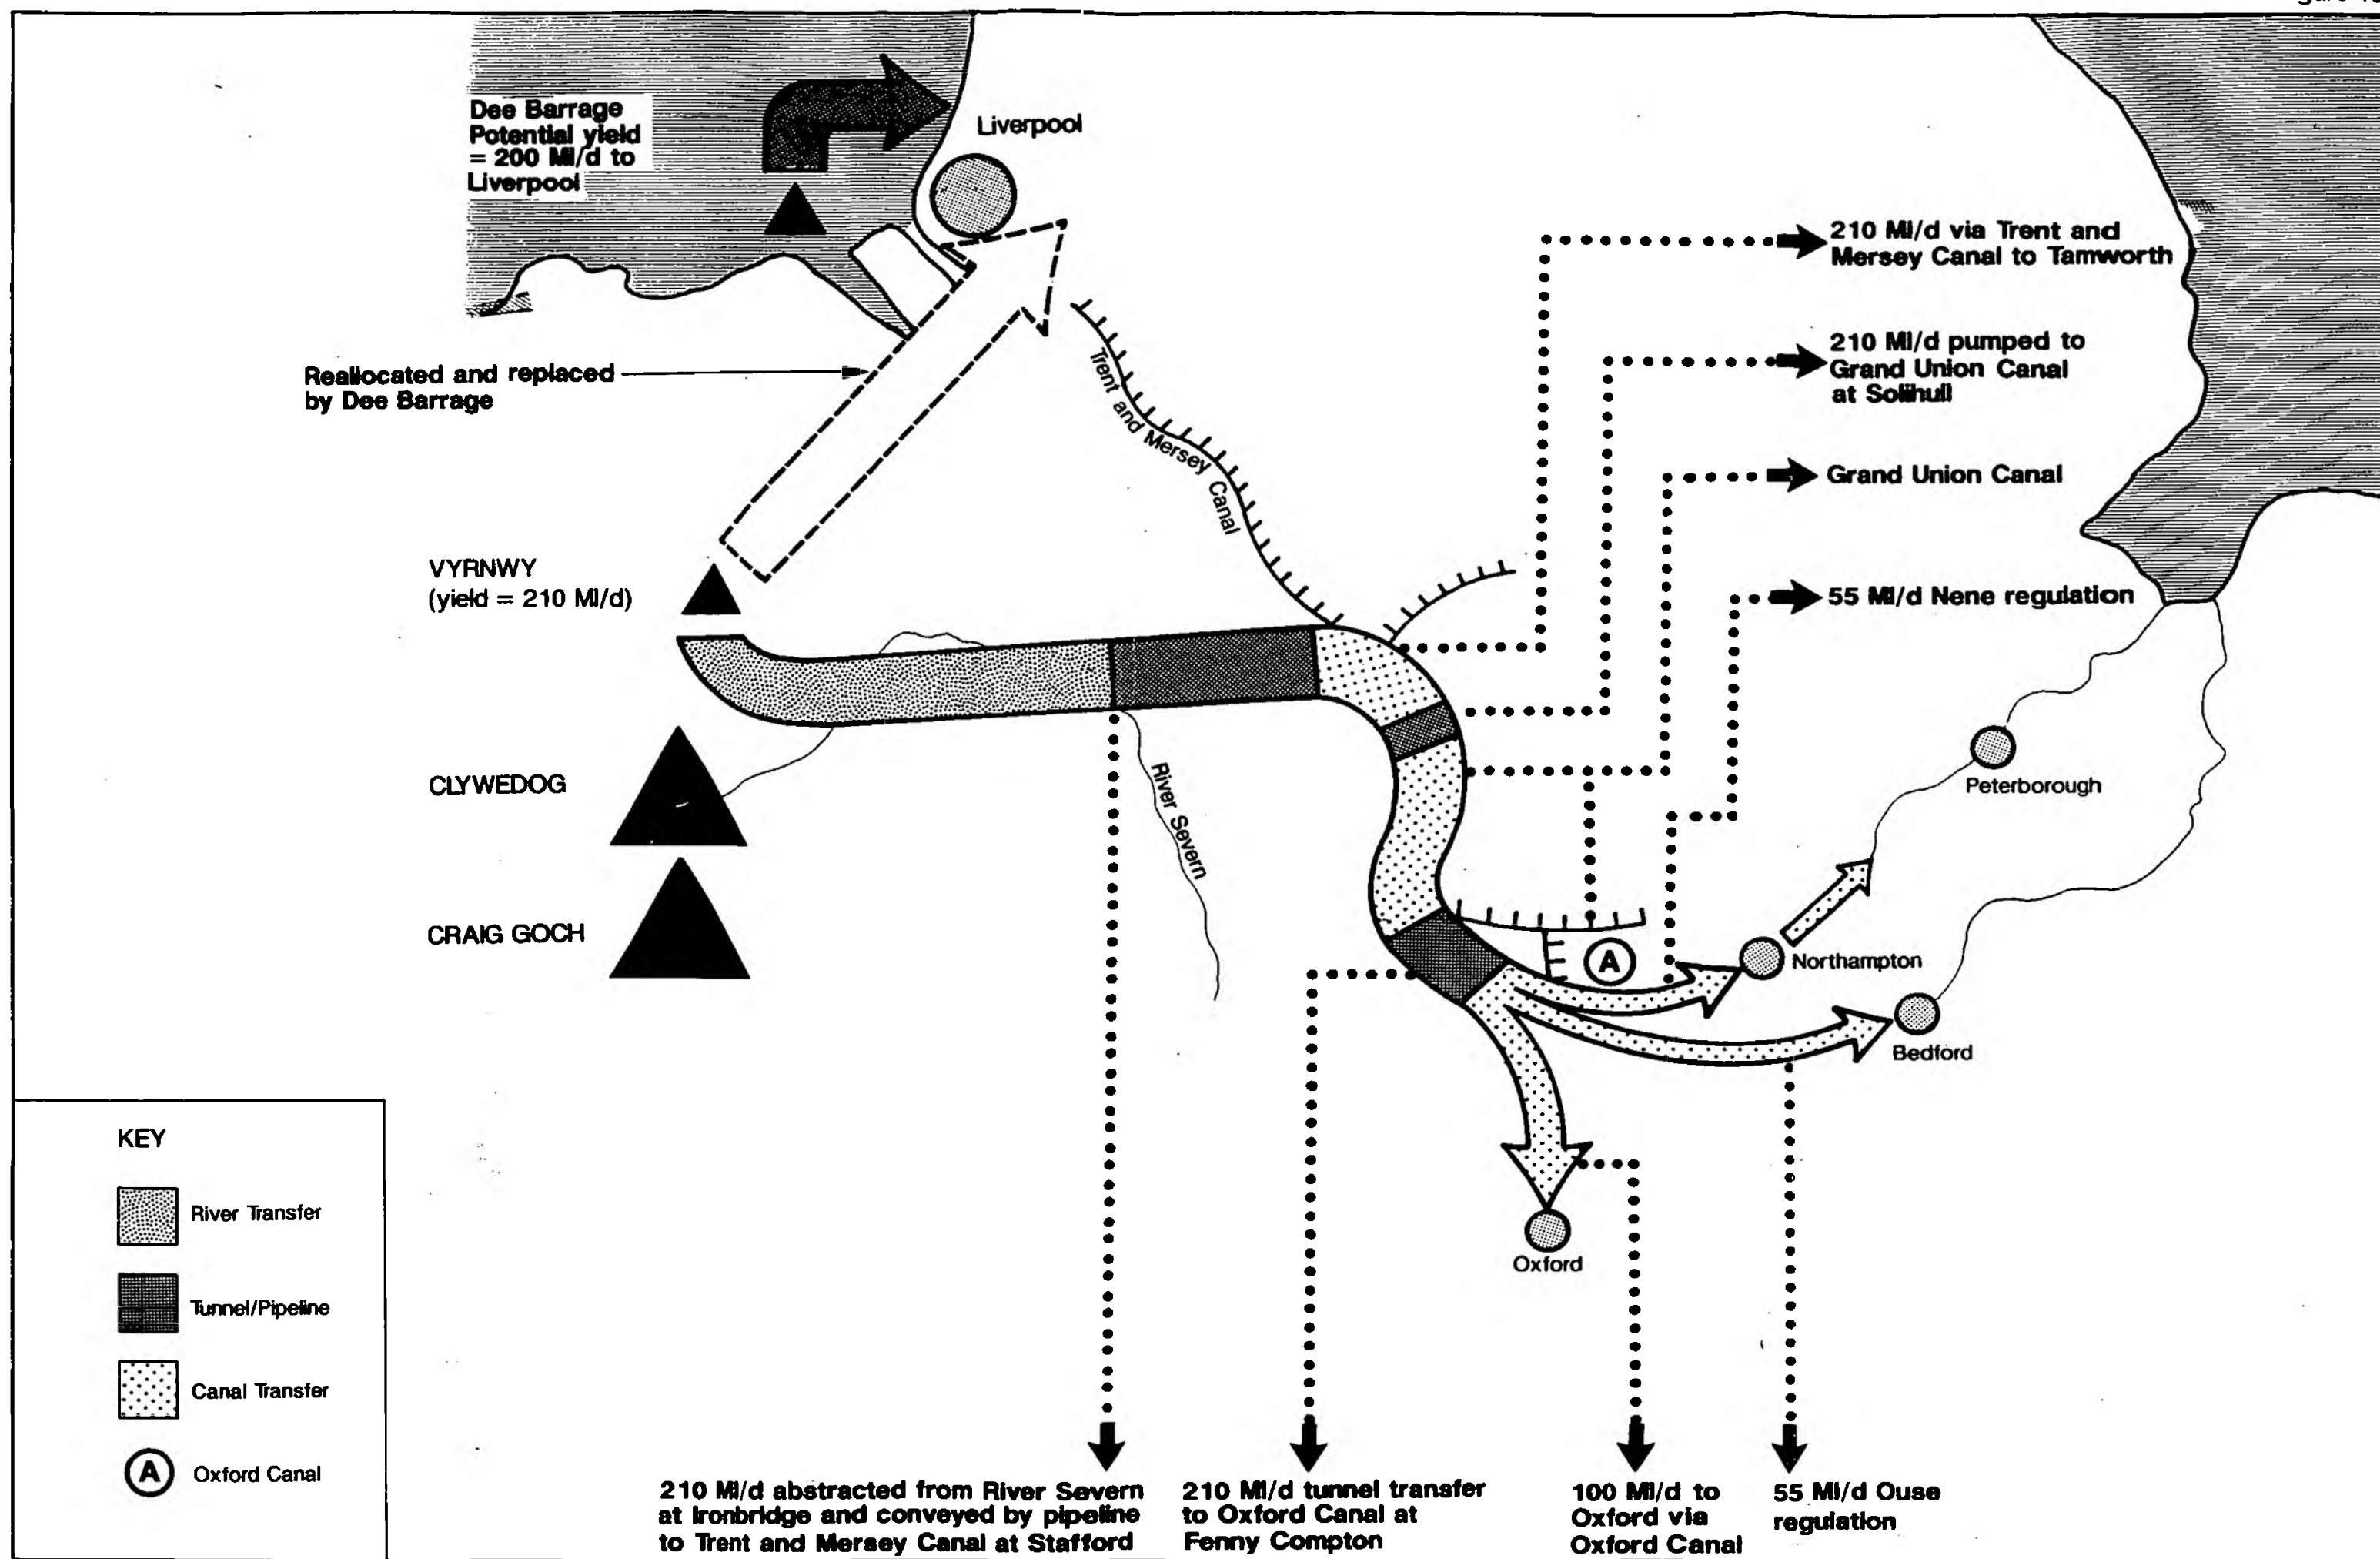 Dee Barrage
Potential yield
= 200 Ml/d to
Liverpool
Liverpool
210 Ml/d via Trent and
Mersey Canal to Tamworth
210 Ml/d pumped to
Grand Union Canal
at Solihull
Reallocated and replaced
by Dee Barrage
Trent and Mersey Canal
Grand Union Canal
VYRNWY
(yield = 210 Ml/d)
55 Ml/d Nene regulation
CLYWEDOG
River Severn
Peterborough
CRAIG GOCH
A
Northampton
Bedford
Oxford
KEY
River Transfer
Tunnel/Pipeline
Canal Transfer
A Oxford Canal
210 Ml/d abstracted from River Severn
at Ironbridge and conveyed by pipeline
to Trent and Mersey Canal at Stafford
210 Ml/d tunnel transfer
to Oxford Canal at
Fenny Compton
100 Ml/d to
Oxford via
Oxford Canal
55 Ml/d Ouse
regulation